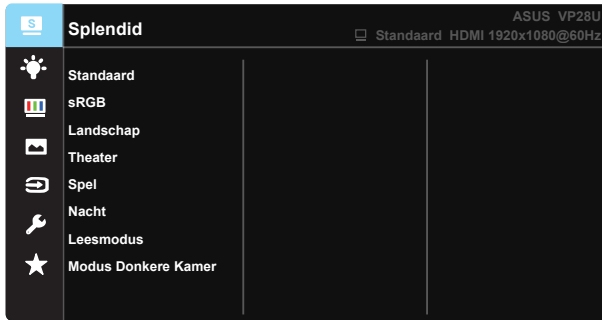 S
Splendid
ASUS VP28U
Standaard HDMI 1920x1080@60Hz
Standaard
sRGB
Landschap
Theater
Spel
Nacht
Leesmodus
Modus Donkere Kamer